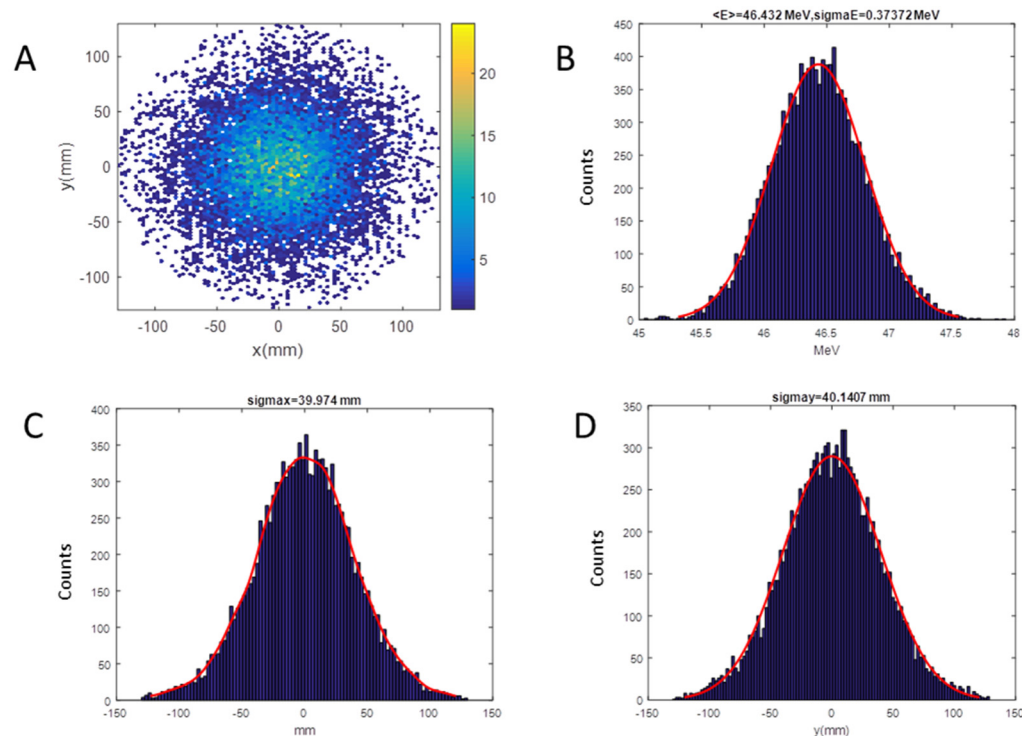 A
100
50
0
-50
-100
y(mm)
-100 -50 0 50 100
x(mm)
20
15
10
5
B
<E>=46.432 MeV,sigmaE=0.37372 MeV
450
400
350
300
250
200
150
100
50
0
Counts
45 45.5 46 46.5 47 47.5 48
MeV
C
sigmax=39.974 mm
400
350
300
250
200
150
100
50
0
Counts
-150 -100 -50 0 50 100 150
mm
D
sigmay=40.1407 mm
350
300
250
200
150
100
50
0
Counts
-150 -100 -50 0 50 100 150
y(mm)